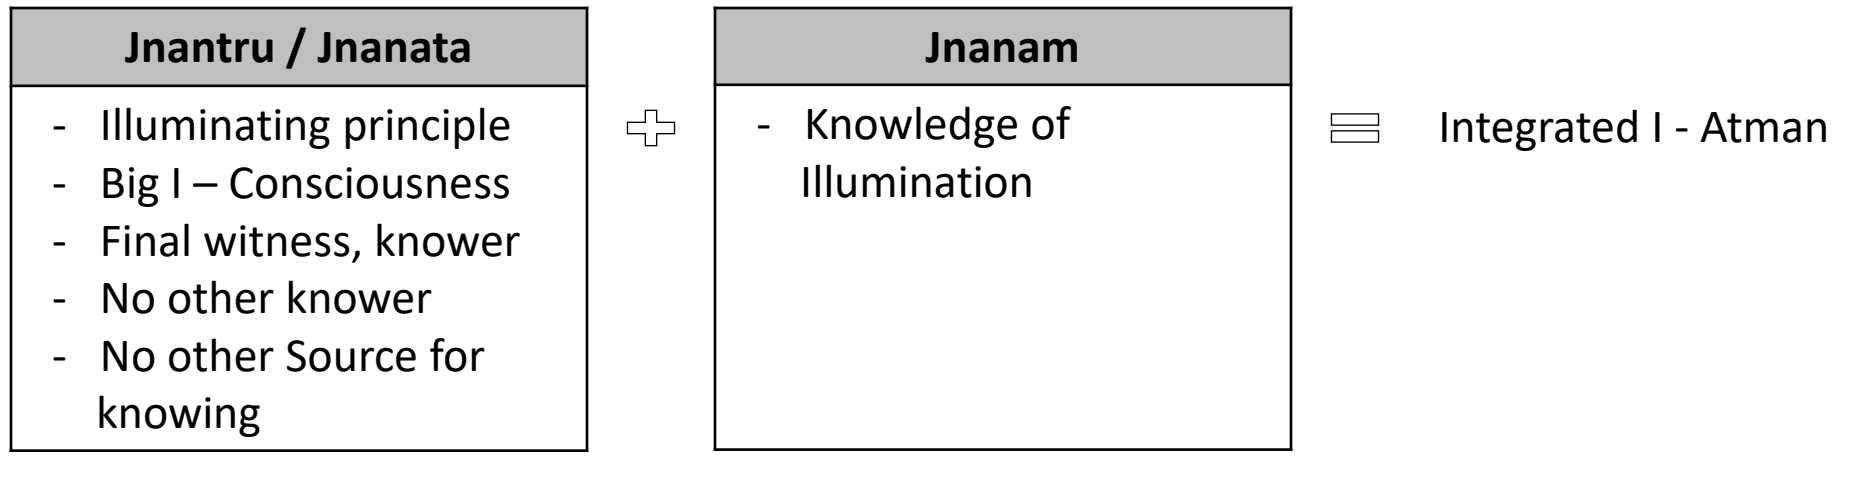 Jnantru / Jnanata
- Illuminating principle
- Big I – Consciousness
- Final witness, knower
- No other knower
- No other Source for
knowing
Jnanam
- Knowledge of
Illumination
Integrated I - Atman